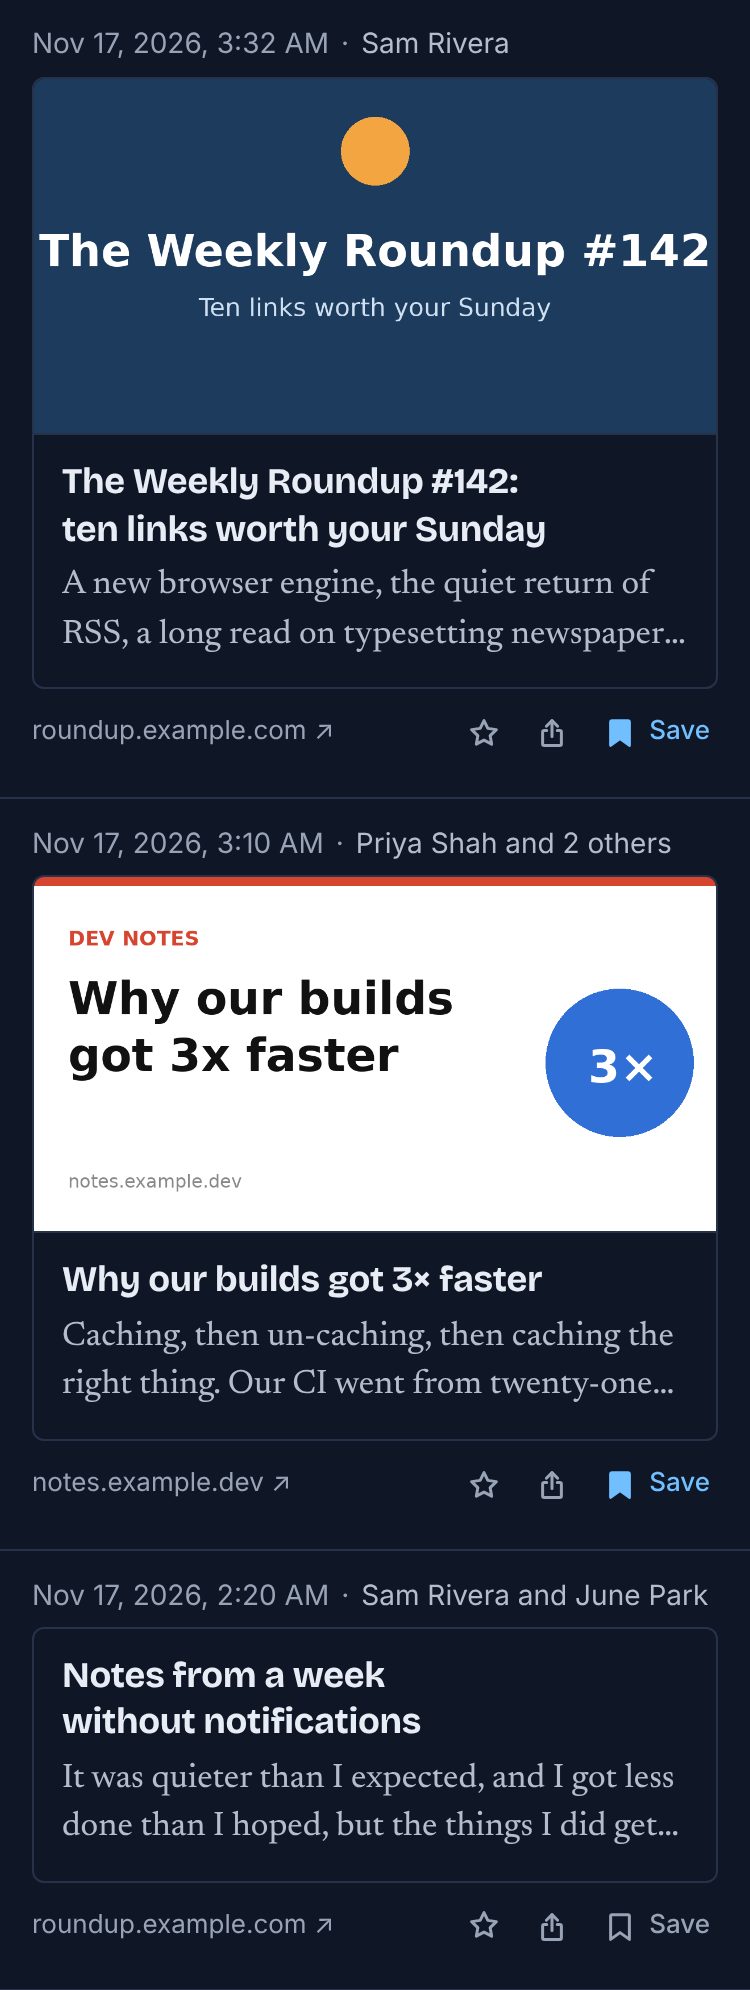 Nov 17, 2026, 3:32 AM · Sam Rivera
The Weekly Roundup #142
Ten links worth your Sunday
The Weekly Roundup #142:
ten links worth your Sunday
A new browser engine, the quiet return of
RSS, a long read on typesetting newspaper…
roundup.example.com ↗ Save
Nov 17, 2026, 3:10 AM · Priya Shah and 2 others
DEV NOTES
Why our builds
got 3x faster
3×
notes.example.dev
Why our builds got 3× faster
Caching, then un-caching, then caching the
right thing. Our CI went from twenty-one…
notes.example.dev ↗ Save
Nov 17, 2026, 2:20 AM · Sam Rivera and June Park
Notes from a week
without notifications
It was quieter than I expected, and I got less
done than I hoped, but the things I did get…
roundup.example.com ↗ Save